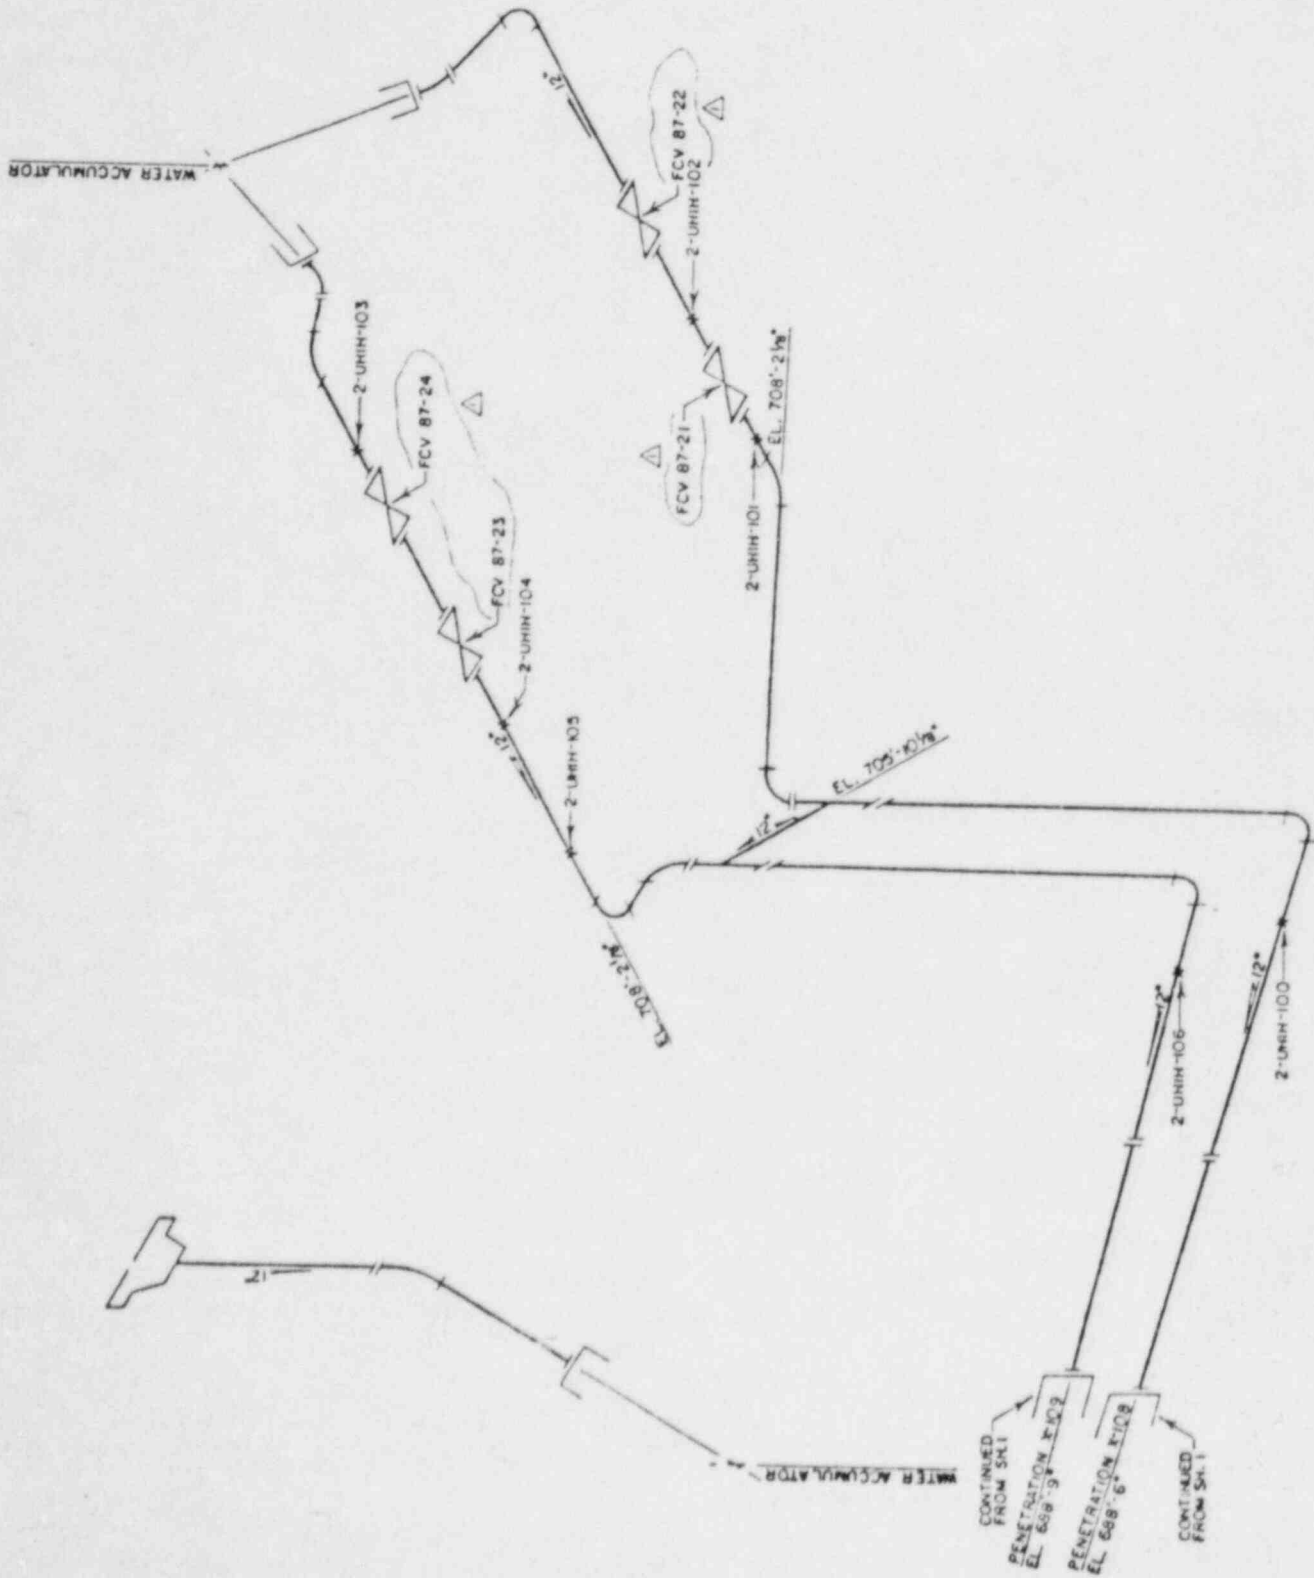 WATER ACCUMULATOR
12"
FCV 87-22
1
2-UHIH-102
2-UHIH-103
FCV 87-24
1
1
FCV 87-21
EL. 708'-2⅛"
2-UHIH-101
FCV 87-23
2-UHIH-104
12"
2-UHIH-105
EL. 705'-10⅛"
12"
EL. 708'-2⅛"
12"
12"
2-UHIH-106
12"
2-UHIH-100
WATER ACCUMULATOR
CONTINUED
FROM SH.1
PENETRATION X-109
EL. 688'-9"
PENETRATION X-108
EL. 688'-6"
CONTINUED
FROM SH. 1